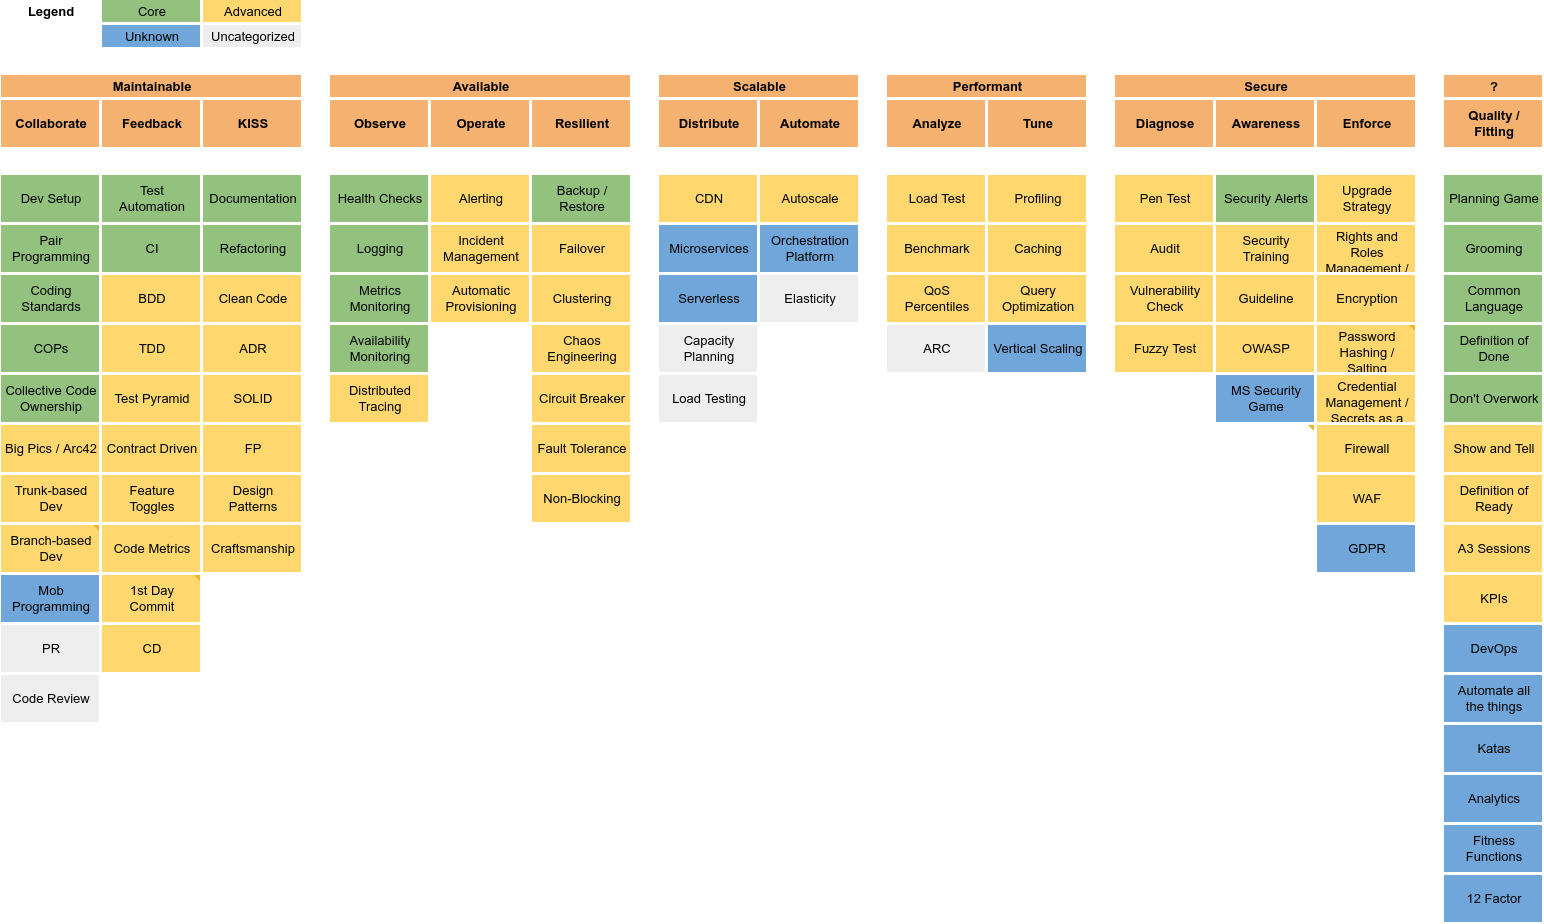 Legend
Core
Advanced
Unknown
Uncategorized
Maintainable
Available
Scalable
Performant
Secure
?
Collaborate
Feedback
KISS
Observe
Operate
Resilient
Distribute
Automate
Analyze
Tune
Diagnose
Awareness
Enforce
Quality /
Fitting
Dev Setup
Pair
Programming
Coding
Standards
COPs
Collective Code
Ownership
Big Pics / Arc42
Trunk-based
Dev
Branch-based
Dev
Mob
Programming
PR
Code Review
Test
Automation
CI
BDD
TDD
Test Pyramid
Contract Driven
Feature
Toggles
Code Metrics
1st Day
Commit
CD
Documentation
Refactoring
Clean Code
ADR
SOLID
FP
Design
Patterns
Craftsmanship
Health Checks
Logging
Metrics
Monitoring
Availability
Monitoring
Distributed
Tracing
Alerting
Incident
Management
Automatic
Provisioning
Backup /
Restore
Failover
Clustering
Chaos
Engineering
Circuit Breaker
Fault Tolerance
Non-Blocking
CDN
Microservices
Serverless
Capacity
Planning
Load Testing
Autoscale
Orchestration
Platform
Elasticity
Load Test
Benchmark
QoS
Percentiles
ARC
Profiling
Caching
Query
Optimization
Vertical Scaling
Pen Test
Audit
Vulnerability
Check
Fuzzy Test
Security Alerts
Security
Training
Guideline
OWASP
MS Security
Game
Upgrade
Strategy
Rights and
Roles
Management /
Encryption
Password
Hashing /
Salting
Credential
Management /
Secrets as a
Firewall
WAF
GDPR
Planning Game
Grooming
Common
Language
Definition of
Done
Don't Overwork
Show and Tell
Definition of
Ready
A3 Sessions
KPIs
DevOps
Automate all
the things
Katas
Analytics
Fitness
Functions
12 Factor